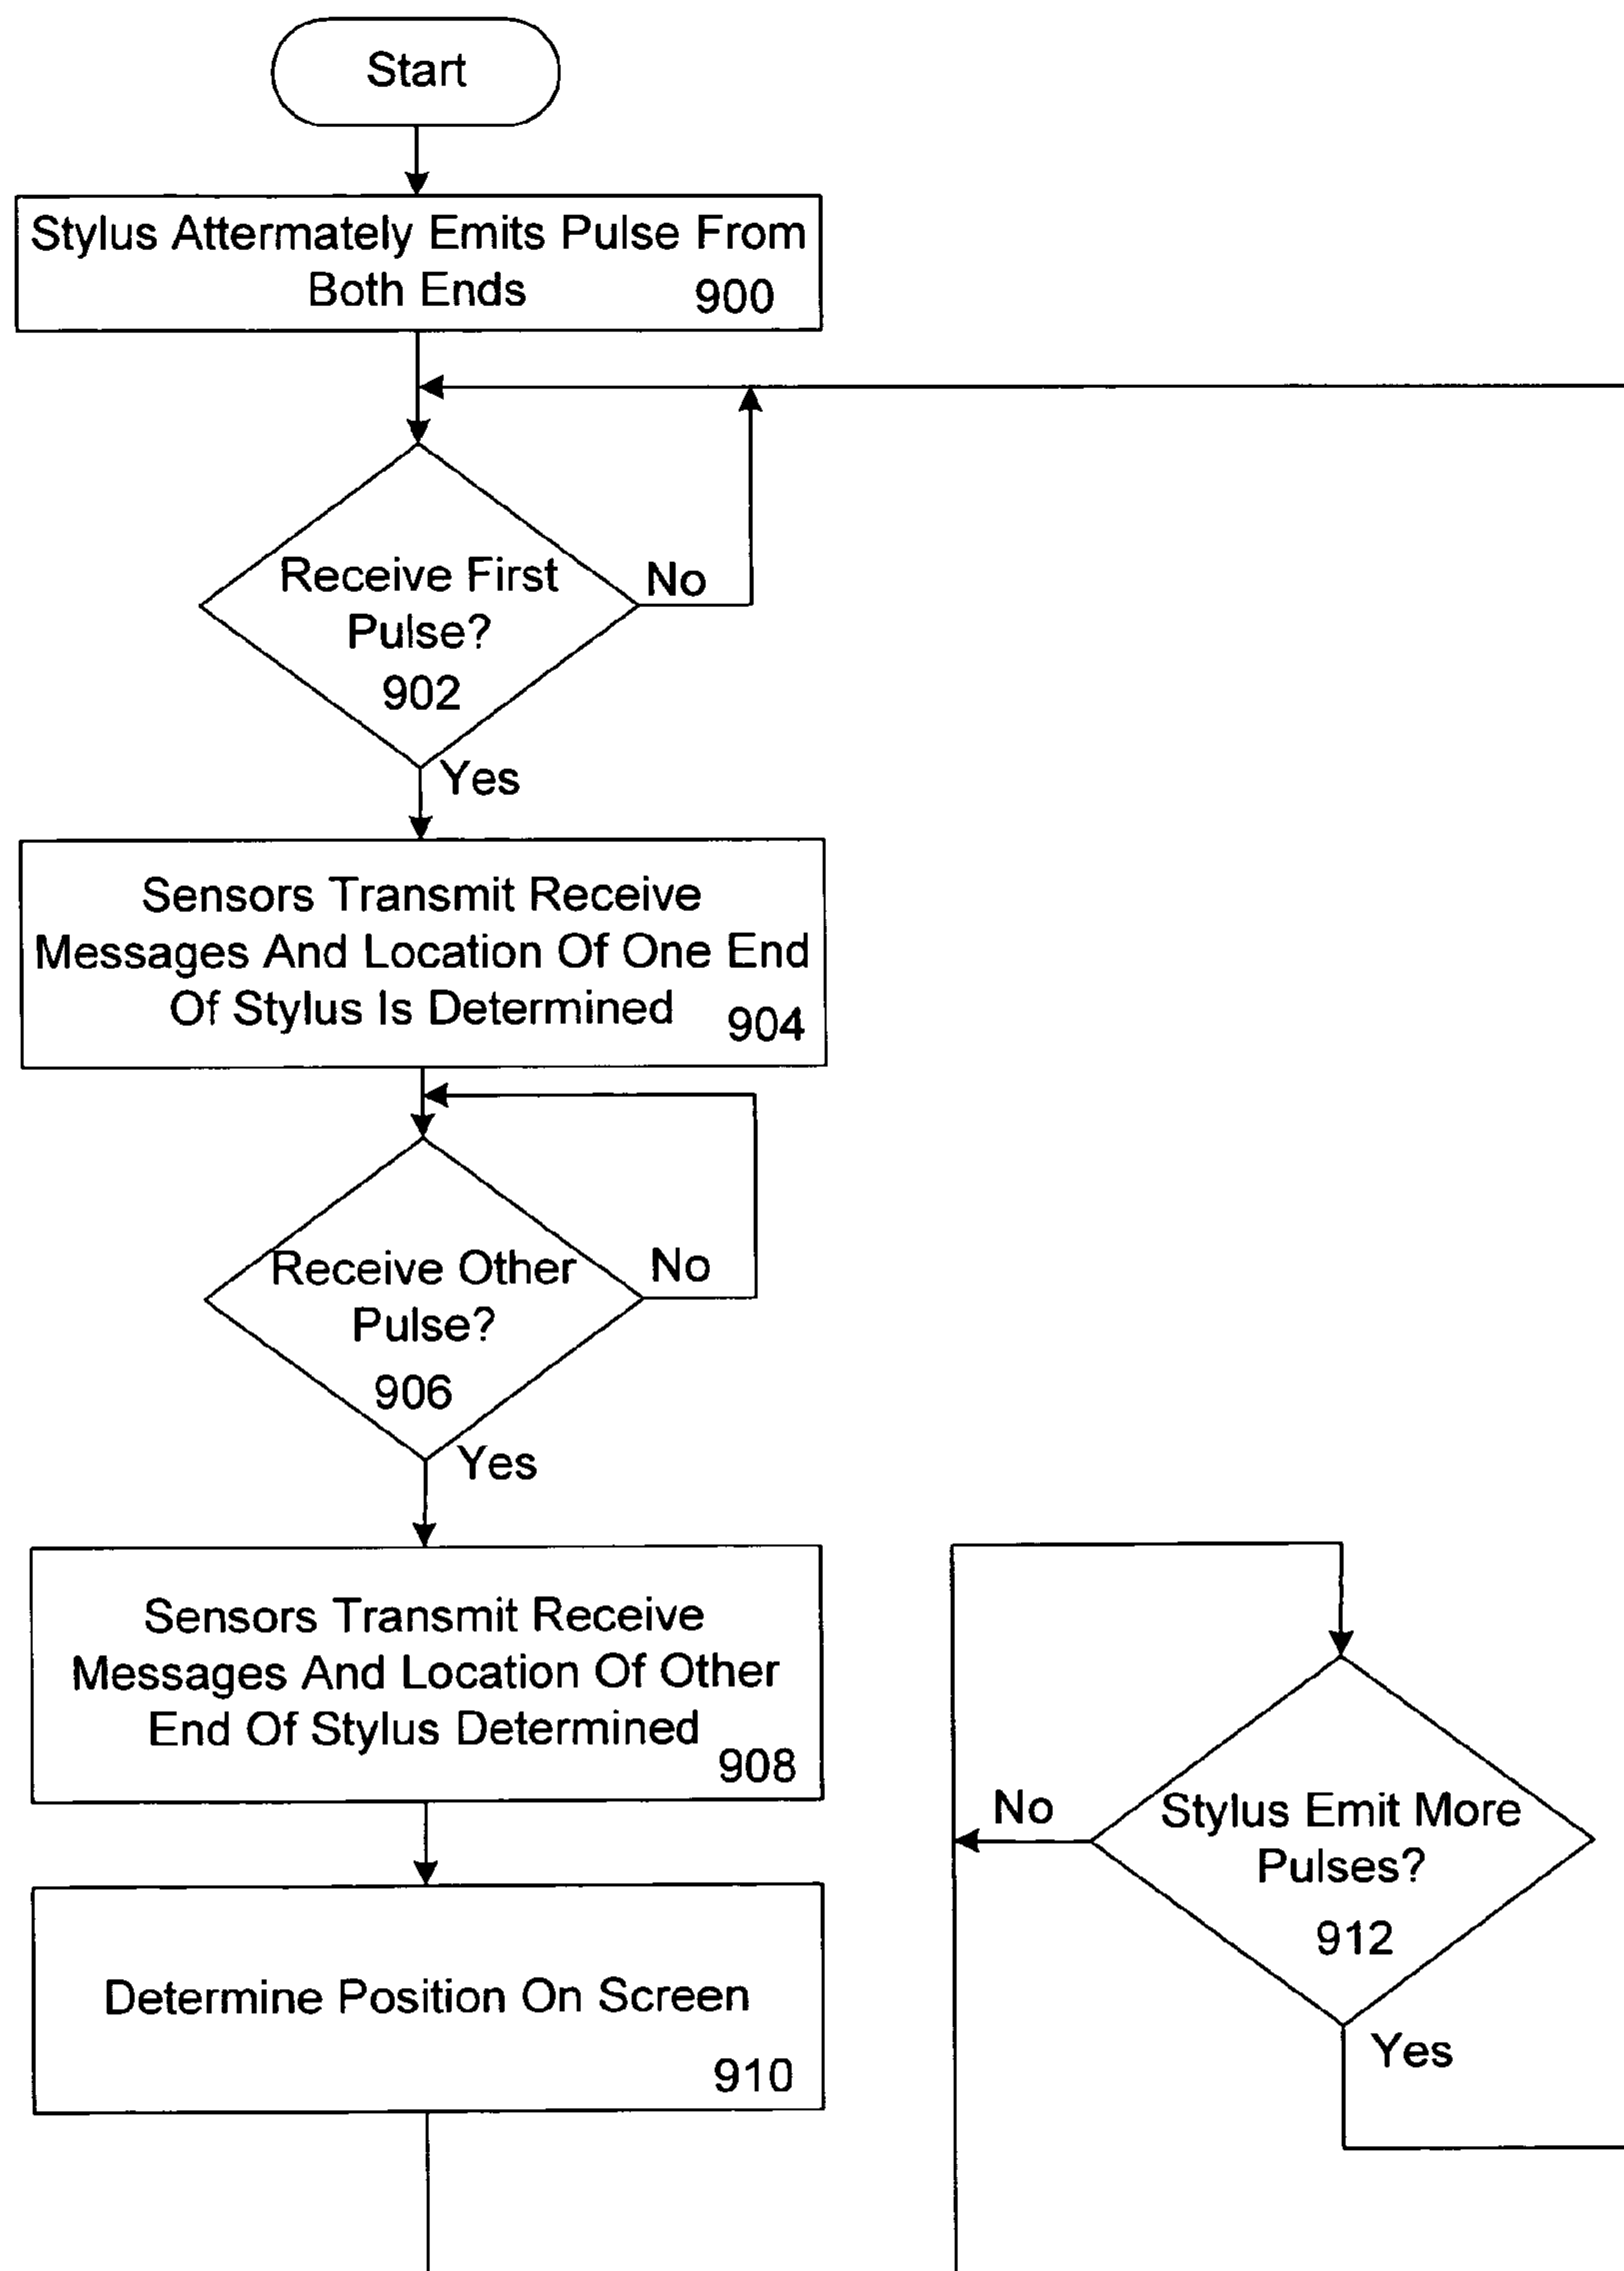 Start
Stylus Attermately Emits Pulse From
Both Ends 900
Receive First
Pulse?
902
No
Yes
Sensors Transmit Receive
Messages And Location Of One End
Of Stylus Is Determined 904
Receive Other
Pulse?
906
No
Yes
Sensors Transmit Receive
Messages And Location Of Other
End Of Stylus Determined
908
Determine Position On Screen
910
Stylus Emit More
Pulses?
912
No
Yes